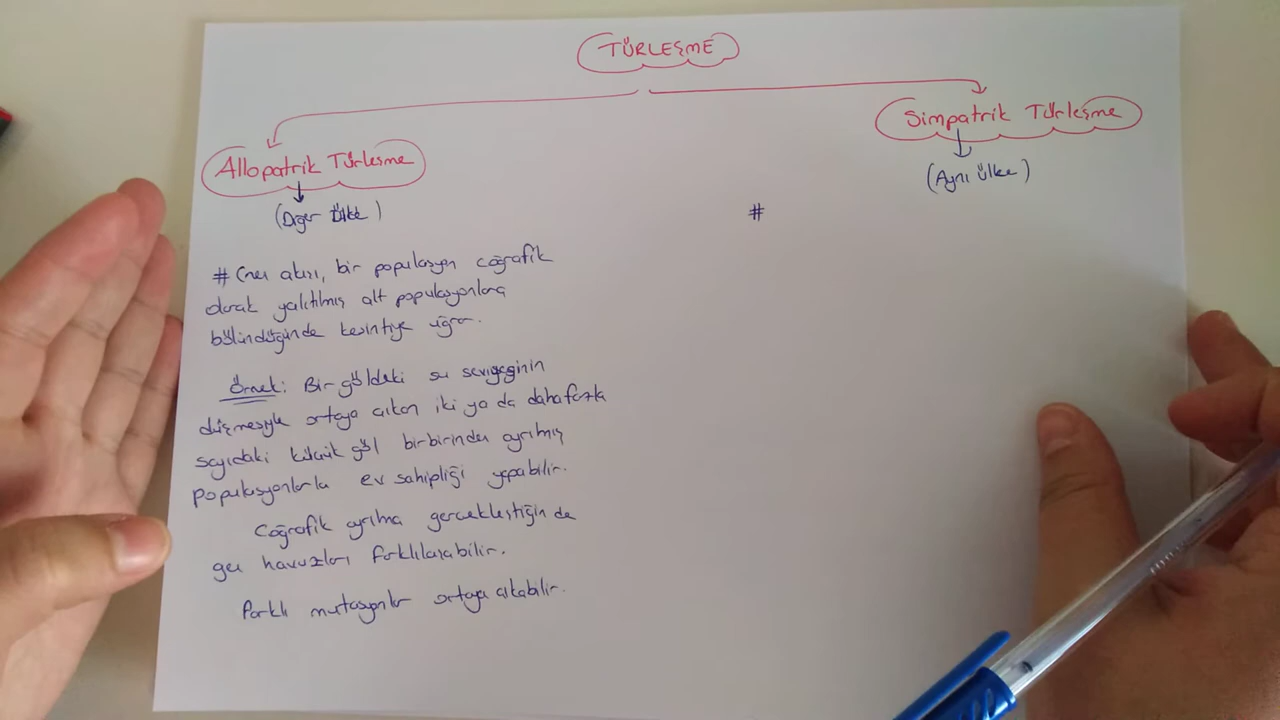 TÜRLEŞME
Allopatrik Türleşme
(Diğer Ülke)
# Gen akışı, bir populasyon coğrafik
olarak yalıtılmış alt populasyonlara
bölündüğünde kesintiye uğrar.
Örnek: Bir göldeki su seviyesinin
düşmesiyle ortaya çıkan iki ya da daha fazla
sayıdaki küçük göl birbirinden ayrılmış
populasyonlarla ev sahipliği yapabilir.
Coğrafik ayrılma gerçekleştiğin de
gen havuzları farklılaşabilir.
Farklı mutasyonlar ortaya çıkabilir.
Simpatrik Türleşme
(Aynı ülke)
#